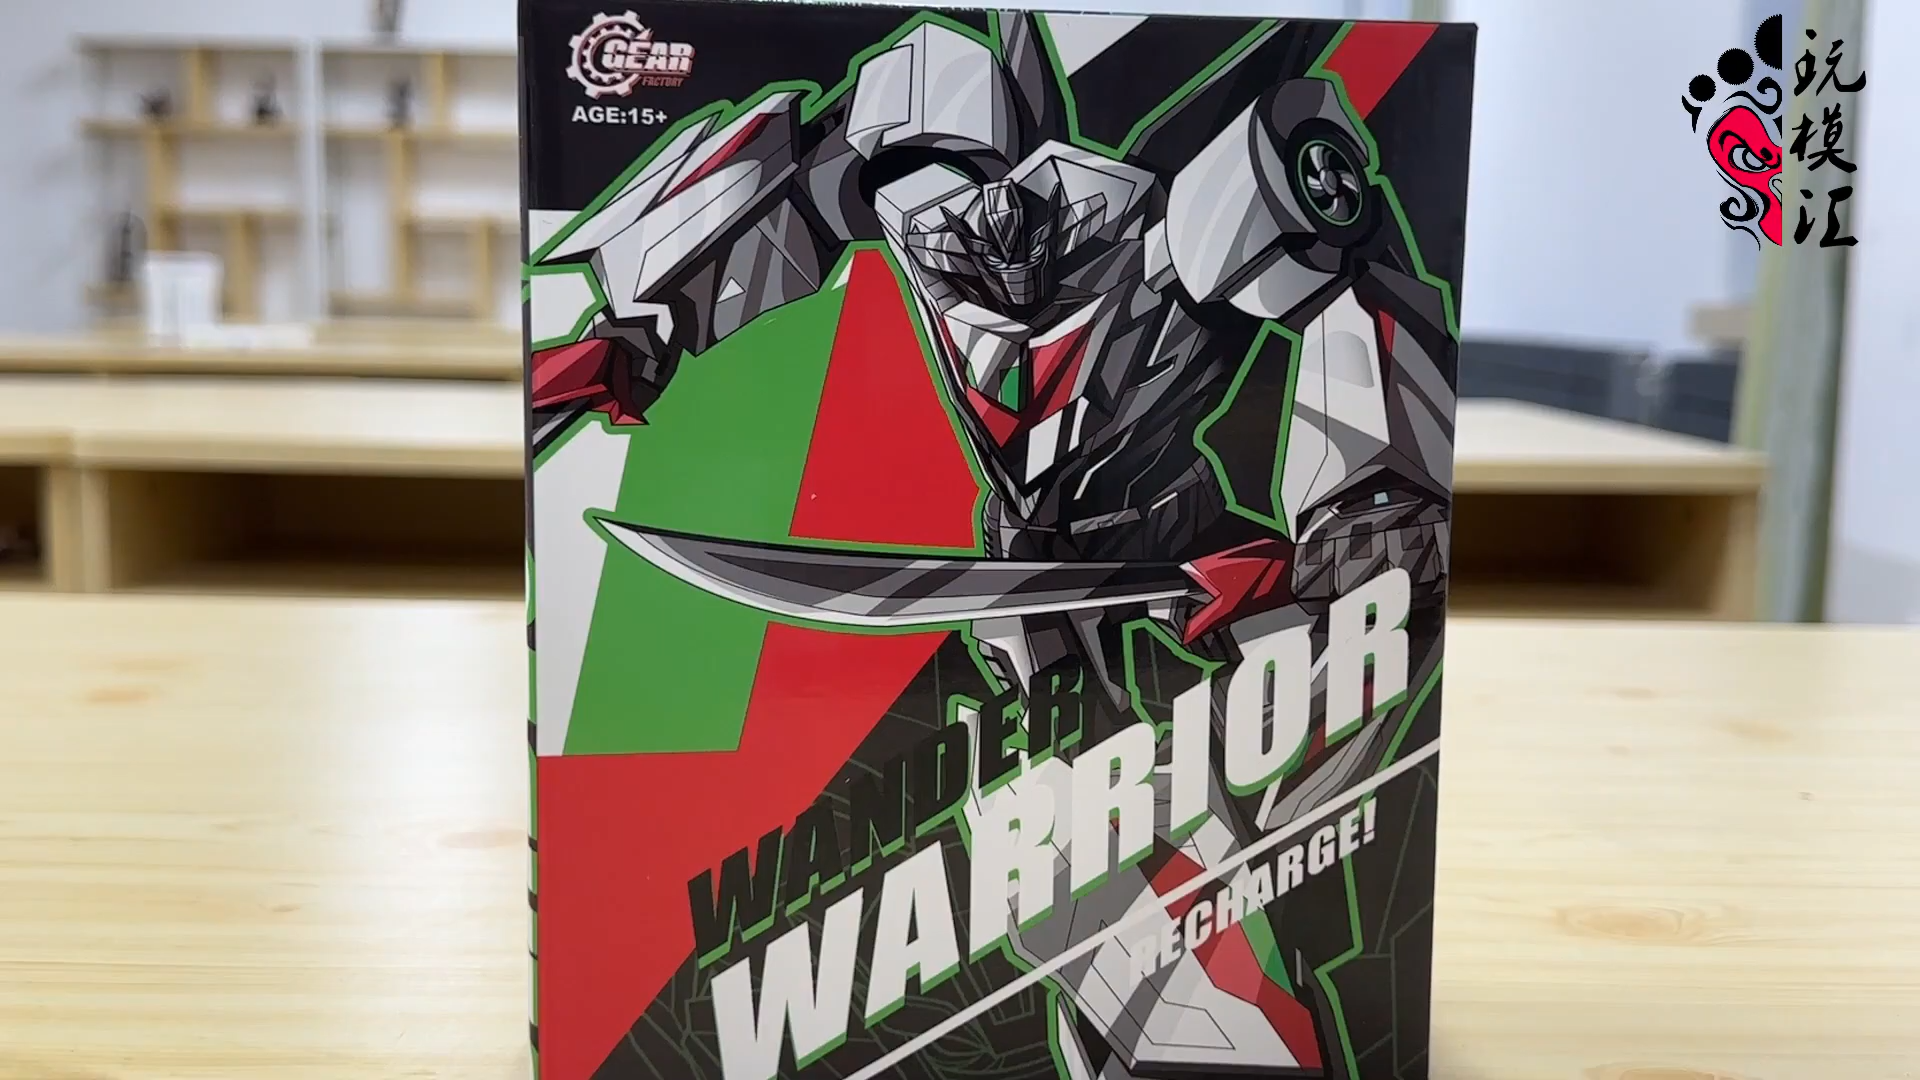 GEAR
FACTORY
AGE:15+
WANDER
WARRIOR
RECHARGE!
玩模汇